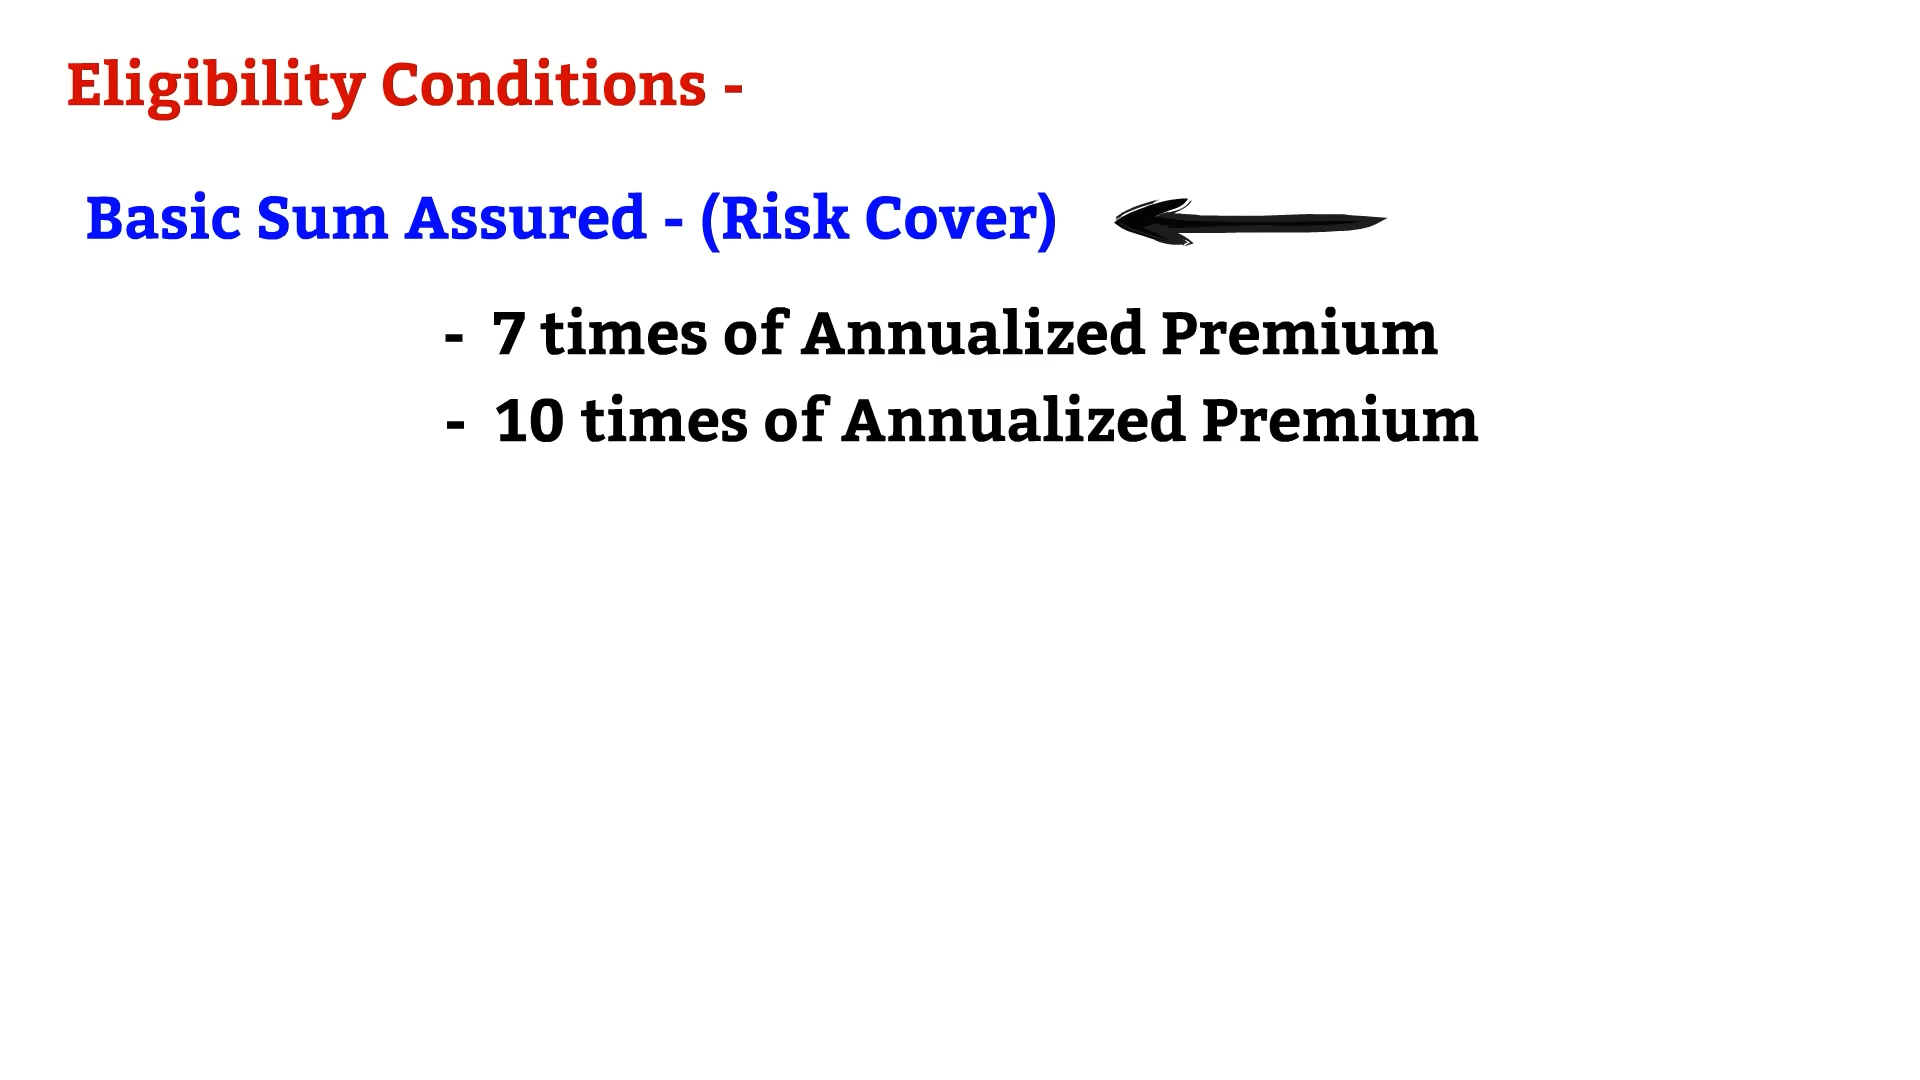 Eligibility Conditions -
Basic Sum Assured - (Risk Cover)
- 7 times of Annualized Premium
- 10 times of Annualized Premium